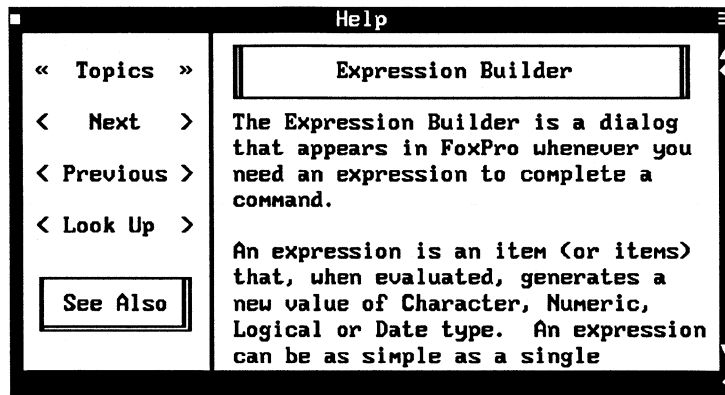 Help
« Topics »
< Next >
< Previous >
< Look Up >
See Also
Expression Builder
The Expression Builder is a dialog
that appears in FoxPro whenever you
need an expression to complete a
command.
An expression is an item (or items)
that, when evaluated, generates a
new value of Character, Numeric,
Logical or Date type.  An expression
can be as simple as a single